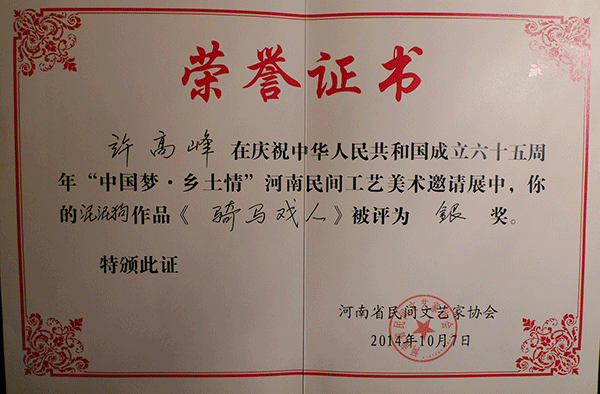 荣誉证书
许高峰在庆祝中华人民共和国成立六十五周
年“中国梦·乡土情”河南民间工艺美术邀请展中，你
的泥泥狗作品《骑马戏人》被评为 银 奖。
特颁此证
河南省民间文艺家协会
2014年10月7日